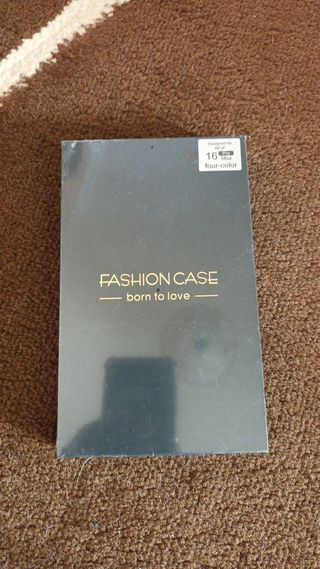 Designed for
16 Pro Max
four-color
FASHION CASE
born to love